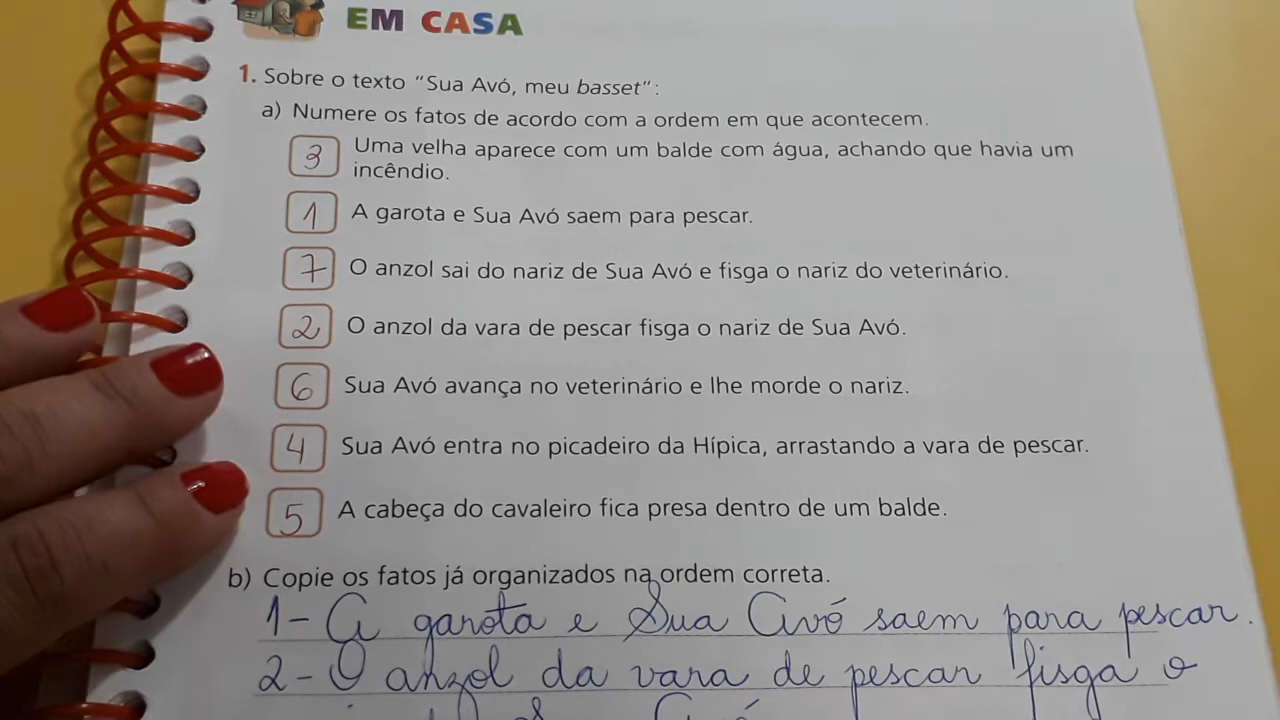 EM CASA
1. Sobre o texto "Sua Avó, meu basset":
a) Numere os fatos de acordo com a ordem em que acontecem.
3 Uma velha aparece com um balde com água, achando que havia um
incêndio.
1 A garota e Sua Avó saem para pescar.
7 O anzol sai do nariz de Sua Avó e fisga o nariz do veterinário.
2 O anzol da vara de pescar fisga o nariz de Sua Avó.
6 Sua Avó avança no veterinário e lhe morde o nariz.
4 Sua Avó entra no picadeiro da Hípica, arrastando a vara de pescar.
5 A cabeça do cavaleiro fica presa dentro de um balde.
b) Copie os fatos já organizados na ordem correta.
1- A garota e Sua Avó saem para pescar.
2- O anzol da vara de pescar fisga o